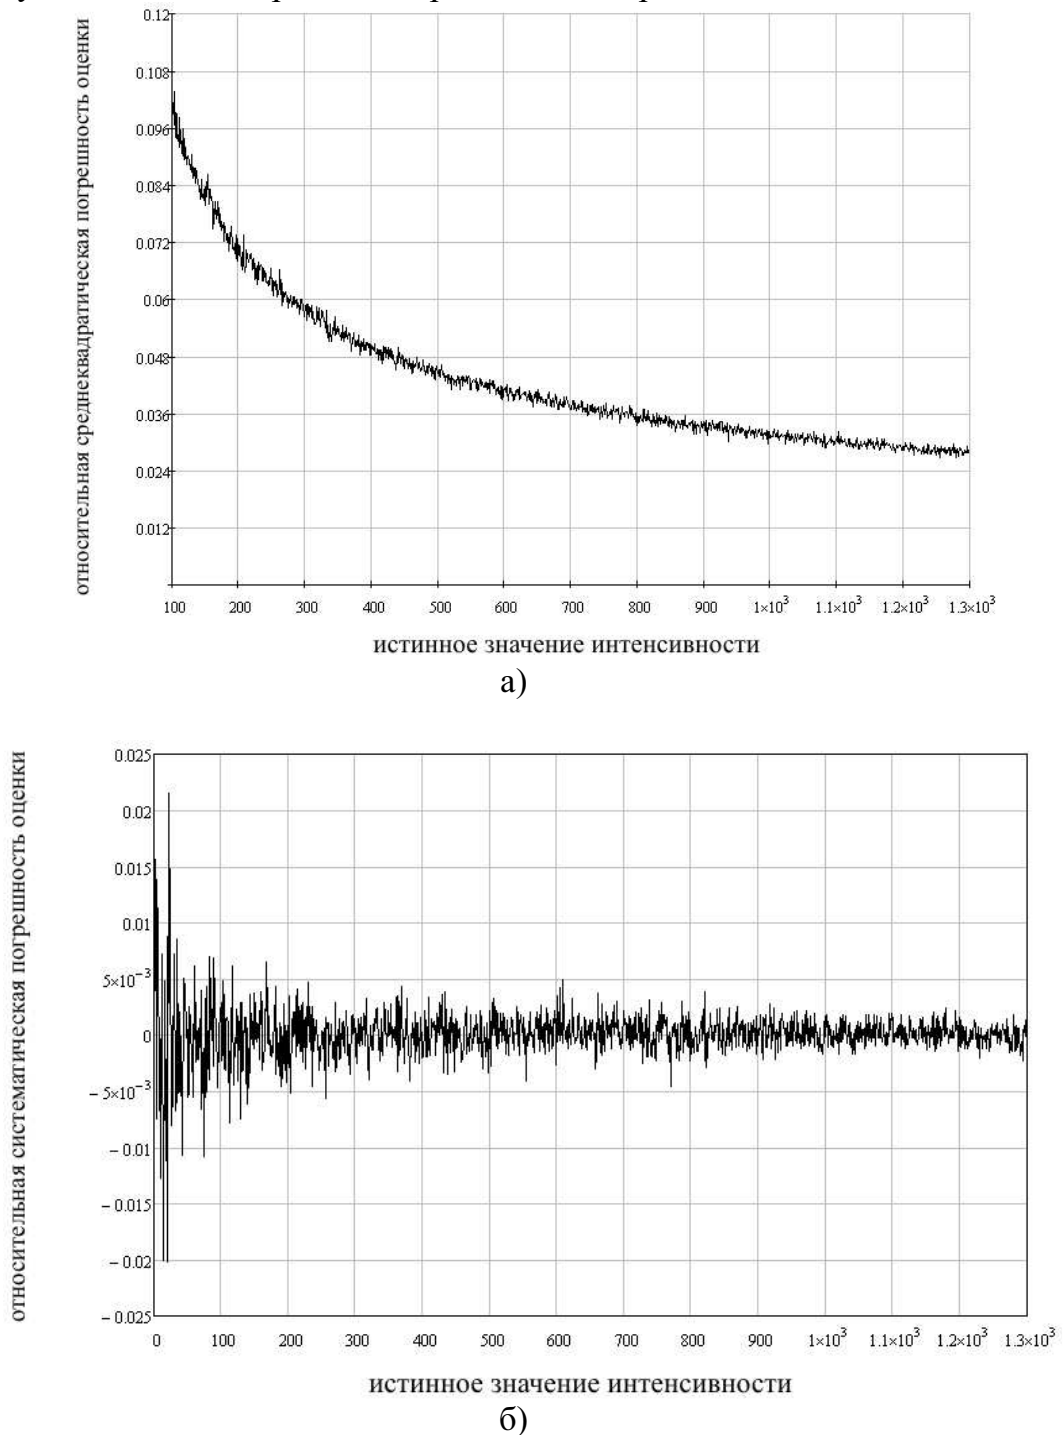 0.12
0.108
0.096
0.084
0.072
0.06
0.048
0.036
0.024
0.012
относительная среднеквадратическая погрешность оценки
100 200 300 400 500 600 700 800 900 1×10³ 1.1×10³ 1.2×10³ 1.3×10³
истинное значение интенсивности
а)
0.025
0.02
0.015
0.01
5×10⁻³
0
− 5×10⁻³
− 0.01
− 0.015
− 0.02
− 0.025
относительная систематическая погрешность оценки
0 100 200 300 400 500 600 700 800 900 1×10³ 1.1×10³ 1.2×10³ 1.3×10³
истинное значение интенсивности
б)